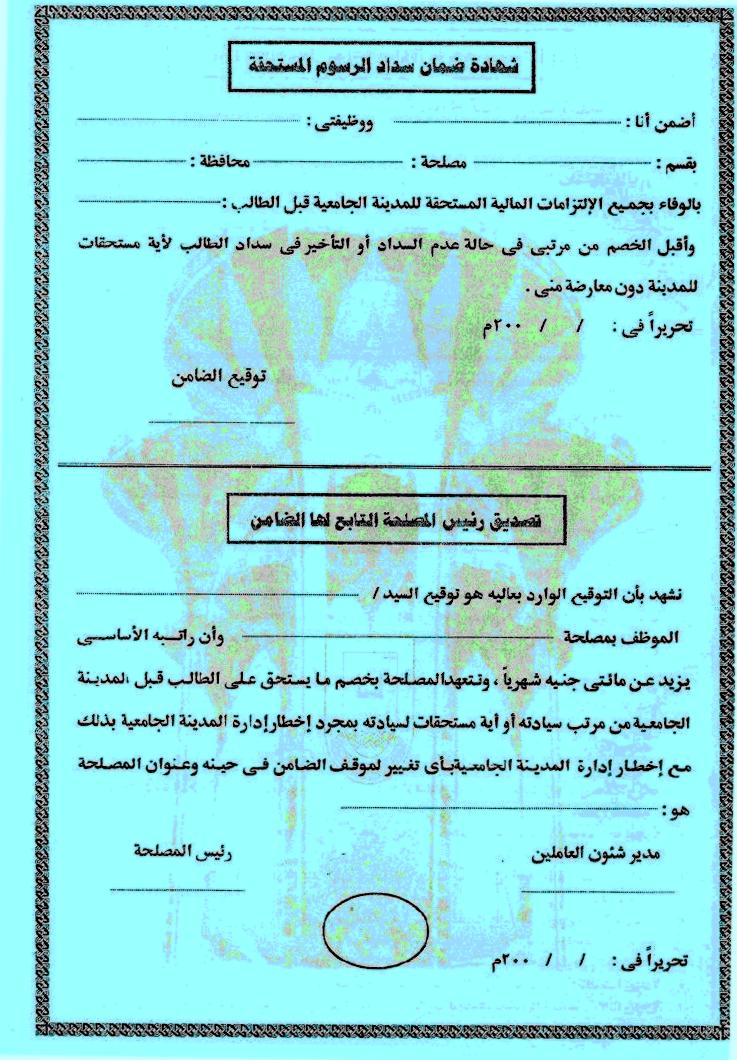 شهادة ضمان سداد الرسوم المستحقة
أضمن أنا : ووظيفتى :
بقسم : مصلحة : محافظة :
بالوفاء بجميع الإلتزامات المالية المستحقة للمدينة الجامعية قبل الطالب :
وأقبل الخصم من مرتبى فى حالة عدم السداد أو التأخير فى سداد الطالب لأية مستحقات
للمدينة دون معارضة منى .
تحريراً فى : / / ٢٠٠م
توقيع الضامن
تصديق رئيس المصلحة التابع لها الضامن
نشهد بأن التوقيع الوارد بعاليه هو توقيع السيد /
الموظف بمصلحة وأن راتبه الأساسى
يزيد عن مائتى جنيه شهرياً ، ونتعهدالمصلحة بخصم ما يستحق على الطالب قبل المدينة
الجامعية من مرتب سيادته أو أية مستحقات لسيادته بمجرد إخطار إدارة المدينة الجامعية بذلك
مع إخطار إدارة المدينة الجامعيةبأى تغيير لموقف الضامن فى حينه وعنوان المصلحة
هو :
مدير شئون العاملين رئيس المصلحة
تحريراً فى : / / ٢٠٠م